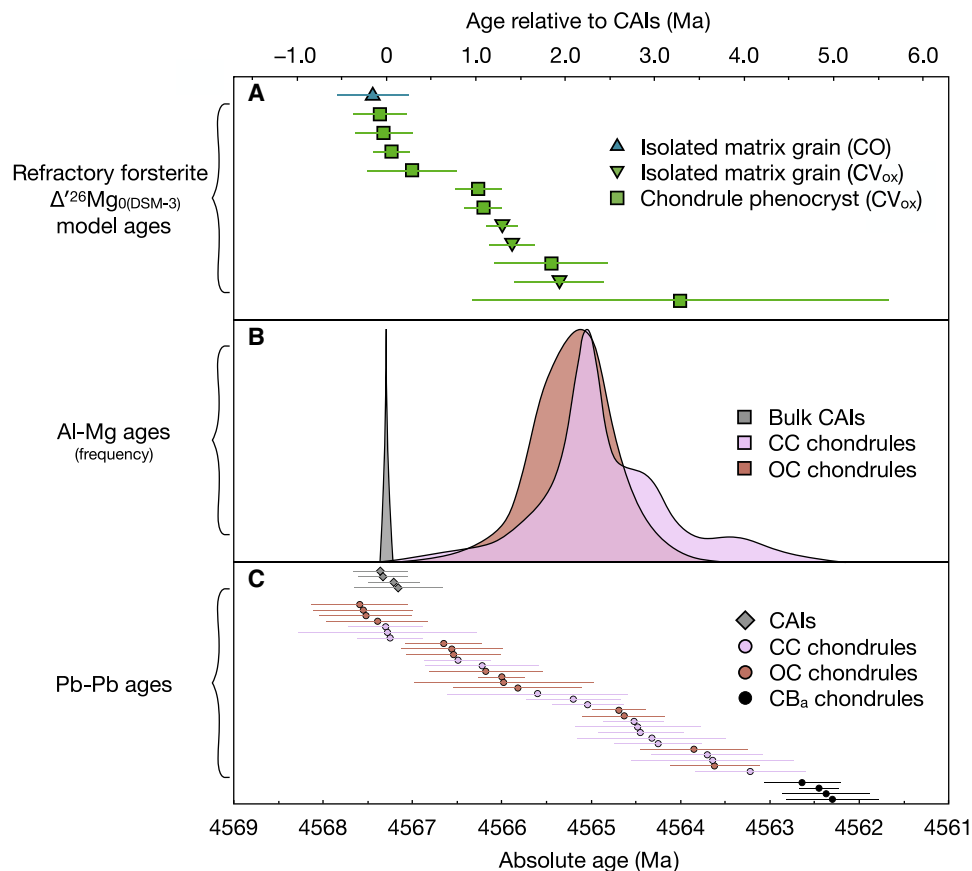 Age relative to CAIs (Ma)
−1.0 0 1.0 2.0 3.0 4.0 5.0 6.0
A
Refractory forsterite
Δ′²⁶Mg₀(DSM-3)
model ages
Isolated matrix grain (CO)
Isolated matrix grain (CVox)
Chondrule phenocryst (CVox)
B
Al-Mg ages
(frequency)
Bulk CAIs
CC chondrules
OC chondrules
C
Pb-Pb ages
CAIs
CC chondrules
OC chondrules
CBa chondrules
4569 4568 4567 4566 4565 4564 4563 4562 4561
Absolute age (Ma)